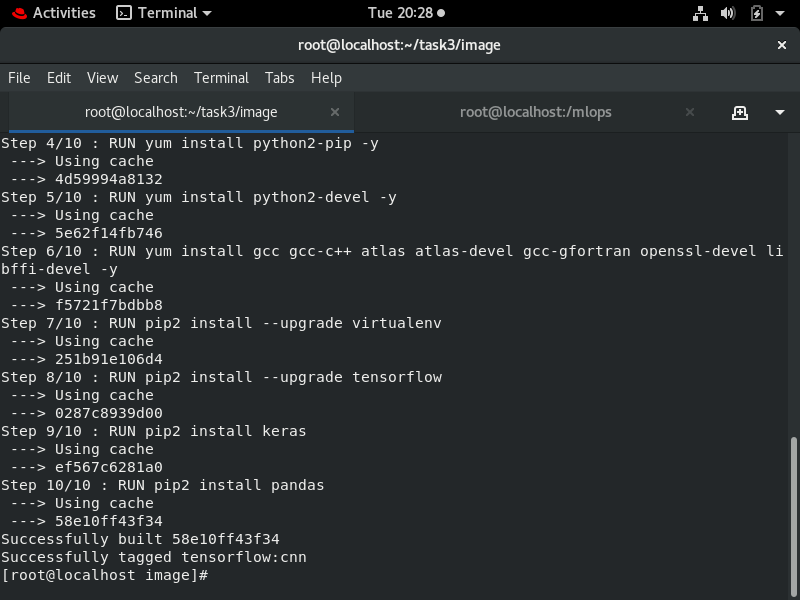 Activities Terminal Tue 20:28
root@localhost:~/task3/image
File Edit View Search Terminal Tabs Help
root@localhost:~/task3/image root@localhost:/mlops
Step 4/10 : RUN yum install python2-pip -y
 ---> Using cache
 ---> 4d59994a8132
Step 5/10 : RUN yum install python2-devel -y
 ---> Using cache
 ---> 5e62f14fb746
Step 6/10 : RUN yum install gcc gcc-c++ atlas atlas-devel gcc-gfortran openssl-devel li
bffi-devel -y
 ---> Using cache
 ---> f5721f7bdbb8
Step 7/10 : RUN pip2 install --upgrade virtualenv
 ---> Using cache
 ---> 251b91e106d4
Step 8/10 : RUN pip2 install --upgrade tensorflow
 ---> Using cache
 ---> 0287c8939d00
Step 9/10 : RUN pip2 install keras
 ---> Using cache
 ---> ef567c6281a0
Step 10/10 : RUN pip2 install pandas
 ---> Using cache
 ---> 58e10ff43f34
Successfully built 58e10ff43f34
Successfully tagged tensorflow:cnn
[root@localhost image]#